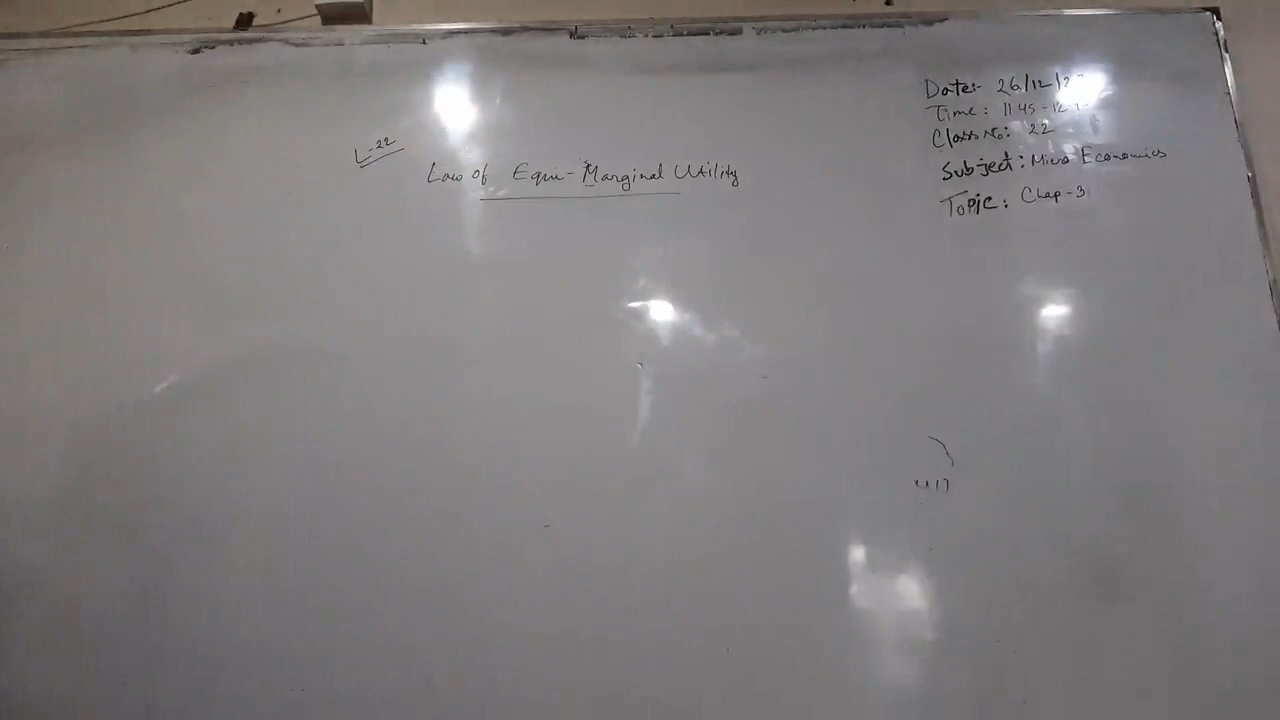 L-22
Law of Equi-Marginal Utility
Date:- 26/12/2
Time: 11 45 - 12
Class No: 22
Subject: Micro Economics
Topic: Chap-3